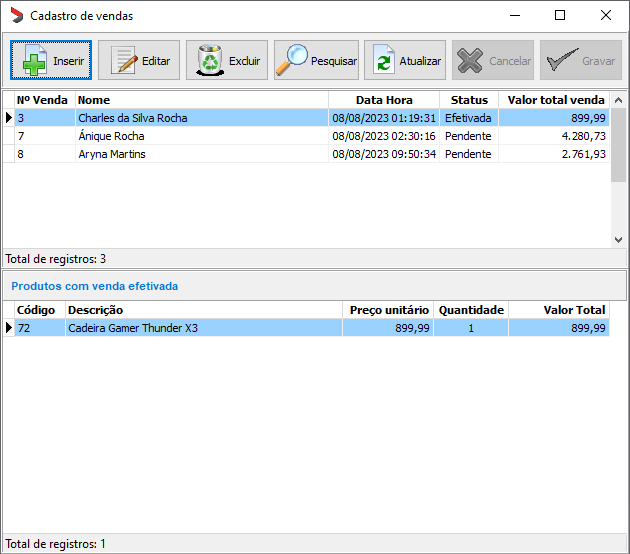 Cadastro de vendas
Inserir Editar Excluir Pesquisar Atualizar Cancelar Gravar
Nº Venda Nome Data Hora Status Valor total venda
3 Charles da Silva Rocha 08/08/2023 01:19:31 Efetivada 899,99
7 Ánique Rocha 08/08/2023 02:30:16 Pendente 4.280,73
8 Aryna Martins 08/08/2023 09:50:34 Pendente 2.761,93
Total de registros: 3
Produtos com venda efetivada
Código Descrição Preço unitário Quantidade Valor Total
72 Cadeira Gamer Thunder X3 899,99 1 899,99
Total de registros: 1